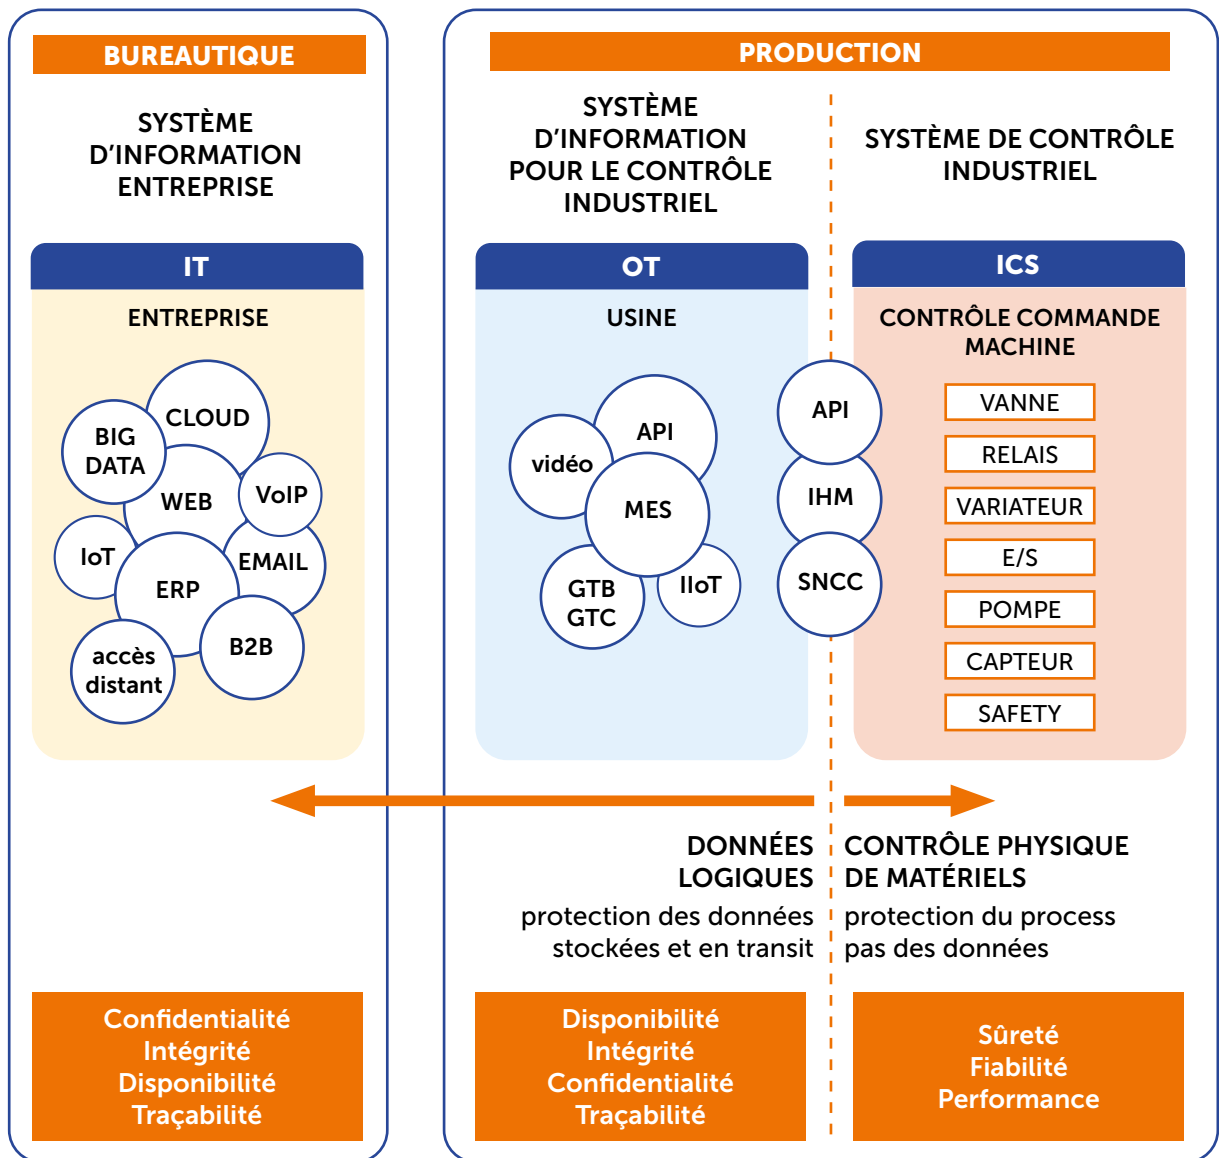 BUREAUTIQUE
SYSTÈME
D'INFORMATION
ENTREPRISE
IT
ENTREPRISE
CLOUD
BIG
DATA
WEB
VoIP
IoT
EMAIL
ERP
B2B
accès
distant
Confidentialité
Intégrité
Disponibilité
Traçabilité
PRODUCTION
SYSTÈME
D'INFORMATION
POUR LE CONTRÔLE
INDUSTRIEL
OT
USINE
API
vidéo
MES
GTB
GTC
IIoT
API
IHM
SNCC
SYSTÈME DE CONTRÔLE
INDUSTRIEL
ICS
CONTRÔLE COMMANDE
MACHINE
VANNE
RELAIS
VARIATEUR
E/S
POMPE
CAPTEUR
SAFETY
DONNÉES
LOGIQUES
protection des données
stockées et en transit
CONTRÔLE PHYSIQUE
DE MATÉRIELS
protection du process
pas des données
Disponibilité
Intégrité
Confidentialité
Traçabilité
Sûreté
Fiabilité
Performance